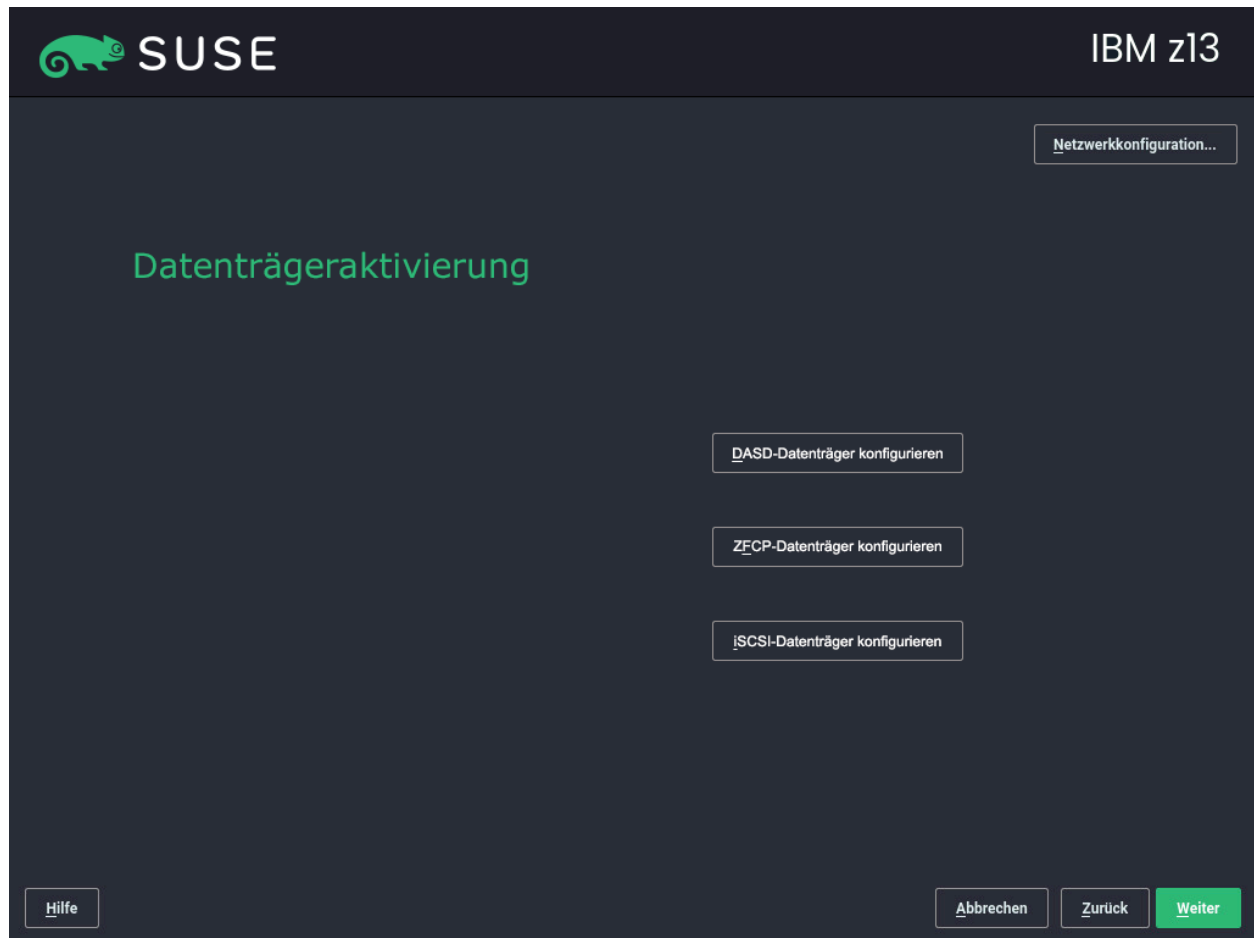 SUSE
IBM z13
Netzwerkkonfiguration...
Datenträgeraktivierung
DASD-Datenträger konfigurieren
ZFCP-Datenträger konfigurieren
iSCSI-Datenträger konfigurieren
Hilfe
Abbrechen
Zurück
Weiter